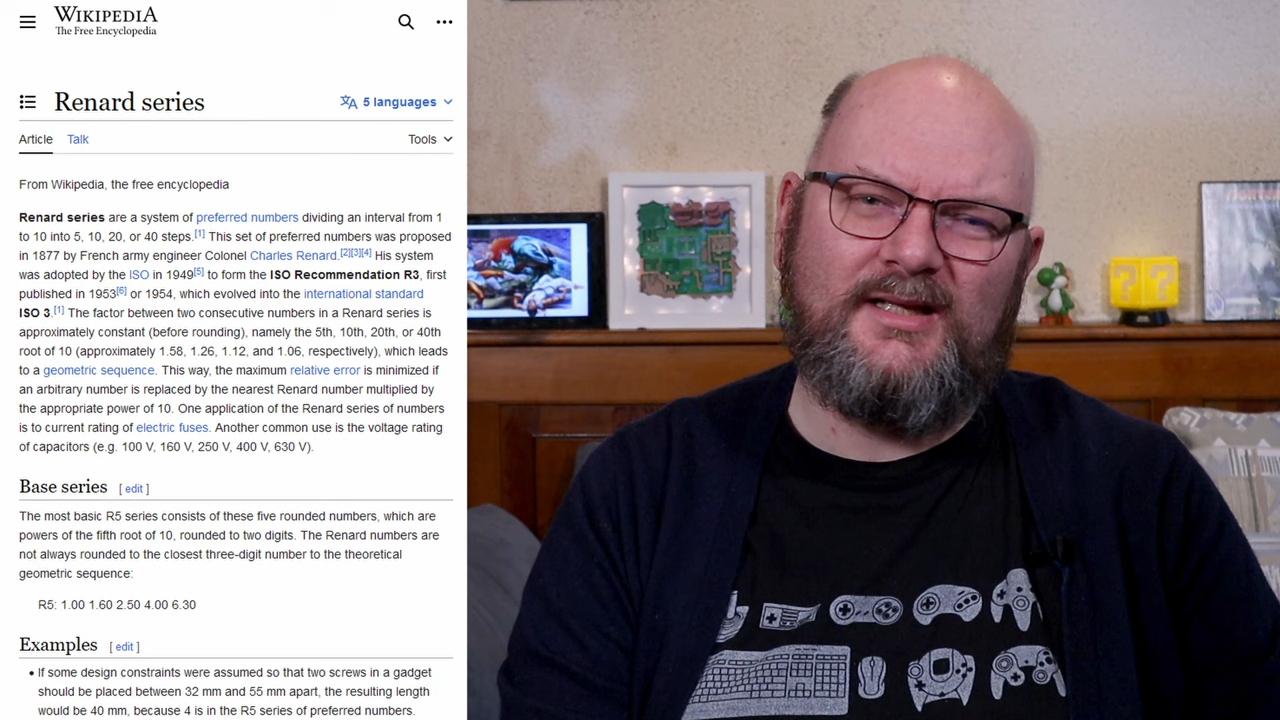 WIKIPEDIA
The Free Encyclopedia
Renard series
5 languages
Article Talk Tools
From Wikipedia, the free encyclopedia
Renard series are a system of preferred numbers dividing an interval from 1
to 10 into 5, 10, 20, or 40 steps.[1] This set of preferred numbers was proposed
in 1877 by French army engineer Colonel Charles Renard.[2][3][4] His system
was adopted by the ISO in 1949[5] to form the ISO Recommendation R3, first
published in 1953[6] or 1954, which evolved into the international standard
ISO 3.[1] The factor between two consecutive numbers in a Renard series is
approximately constant (before rounding), namely the 5th, 10th, 20th, or 40th
root of 10 (approximately 1.58, 1.26, 1.12, and 1.06, respectively), which leads
to a geometric sequence. This way, the maximum relative error is minimized if
an arbitrary number is replaced by the nearest Renard number multiplied by
the appropriate power of 10. One application of the Renard series of numbers
is to current rating of electric fuses. Another common use is the voltage rating
of capacitors (e.g. 100 V, 160 V, 250 V, 400 V, 630 V).
Base series [ edit ]
The most basic R5 series consists of these five rounded numbers, which are
powers of the fifth root of 10, rounded to two digits. The Renard numbers are
not always rounded to the closest three-digit number to the theoretical
geometric sequence:
R5: 1.00 1.60 2.50 4.00 6.30
Examples [ edit ]
• If some design constraints were assumed so that two screws in a gadget
should be placed between 32 mm and 55 mm apart, the resulting length
would be 40 mm, because 4 is in the R5 series of preferred numbers.
? ?